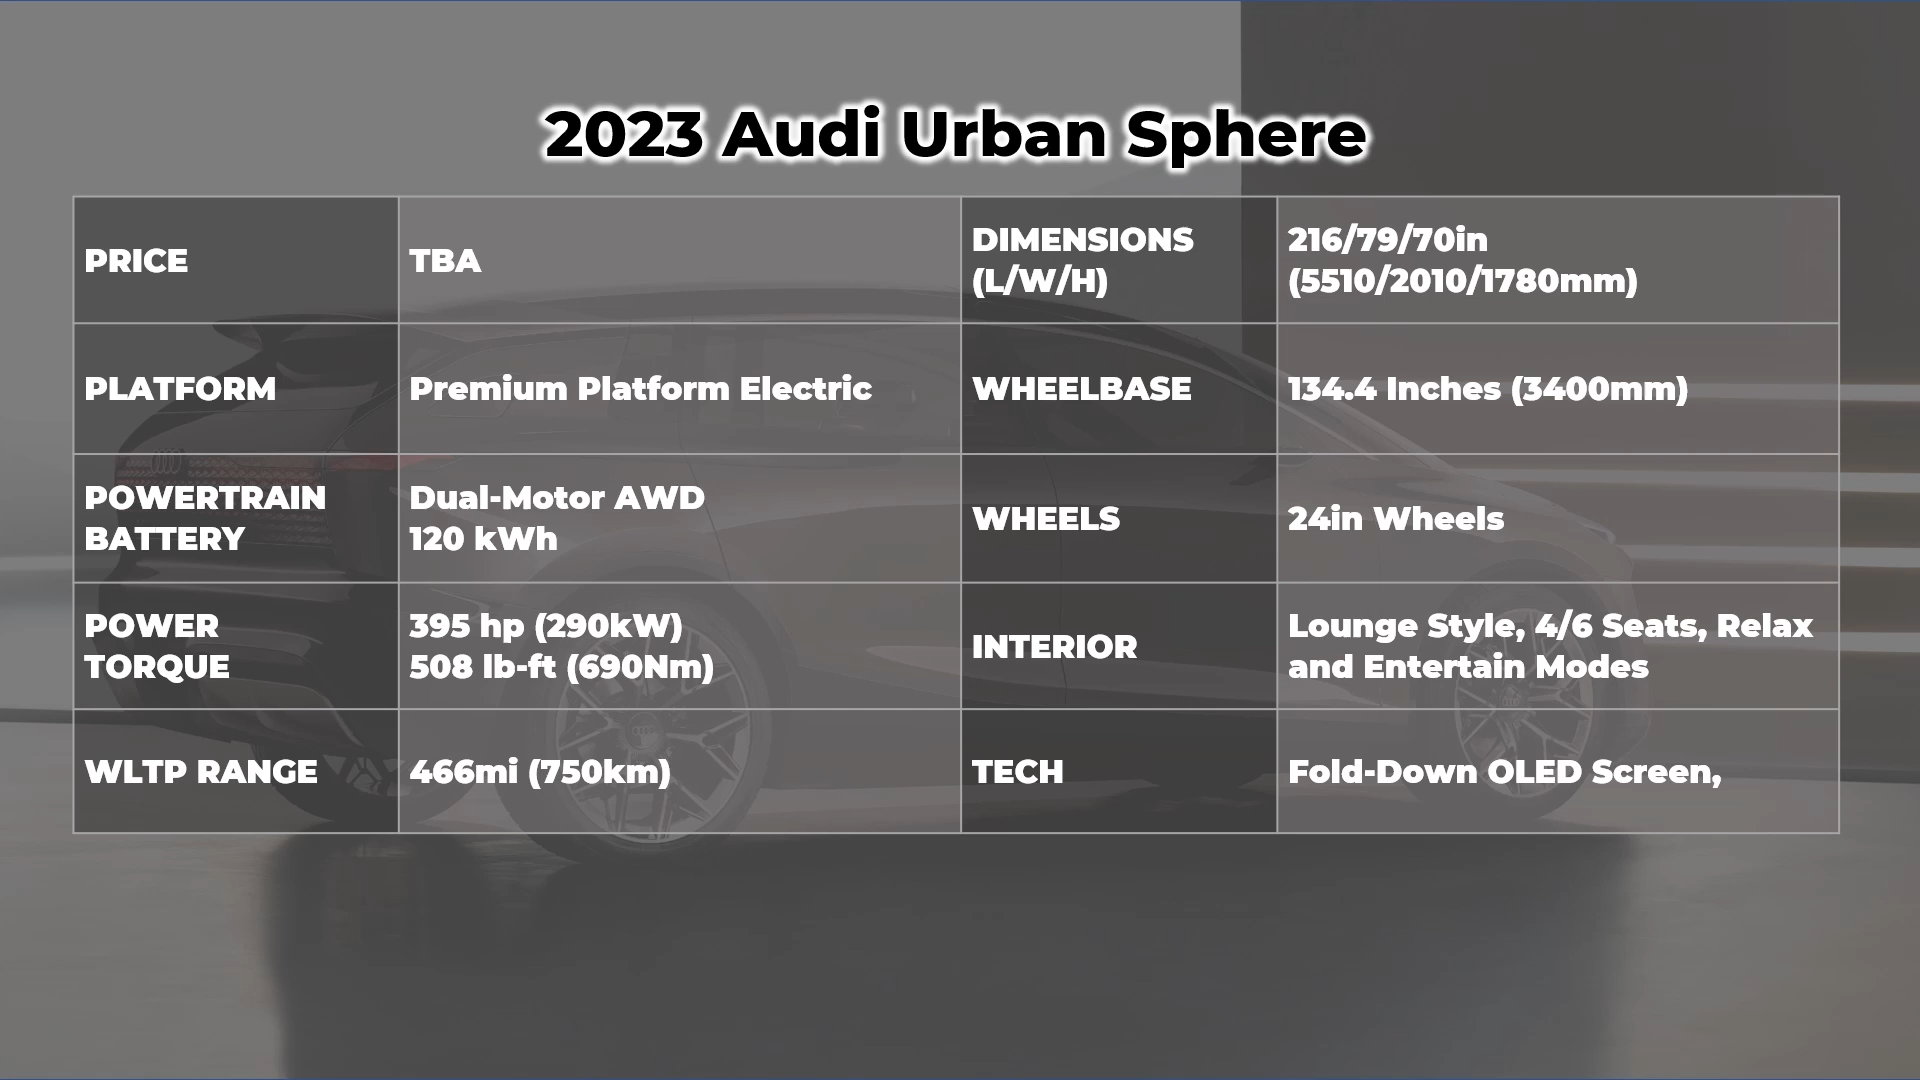 2023 Audi Urban Sphere
PRICE
TBA
DIMENSIONS
(L/W/H)
216/79/70in
(5510/2010/1780mm)
PLATFORM
Premium Platform Electric
WHEELBASE
134.4 Inches (3400mm)
POWERTRAIN
BATTERY
Dual-Motor AWD
120 kWh
WHEELS
24in Wheels
POWER
TORQUE
395 hp (290kW)
508 lb-ft (690Nm)
INTERIOR
Lounge Style, 4/6 Seats, Relax
and Entertain Modes
WLTP RANGE
466mi (750km)
TECH
Fold-Down OLED Screen,